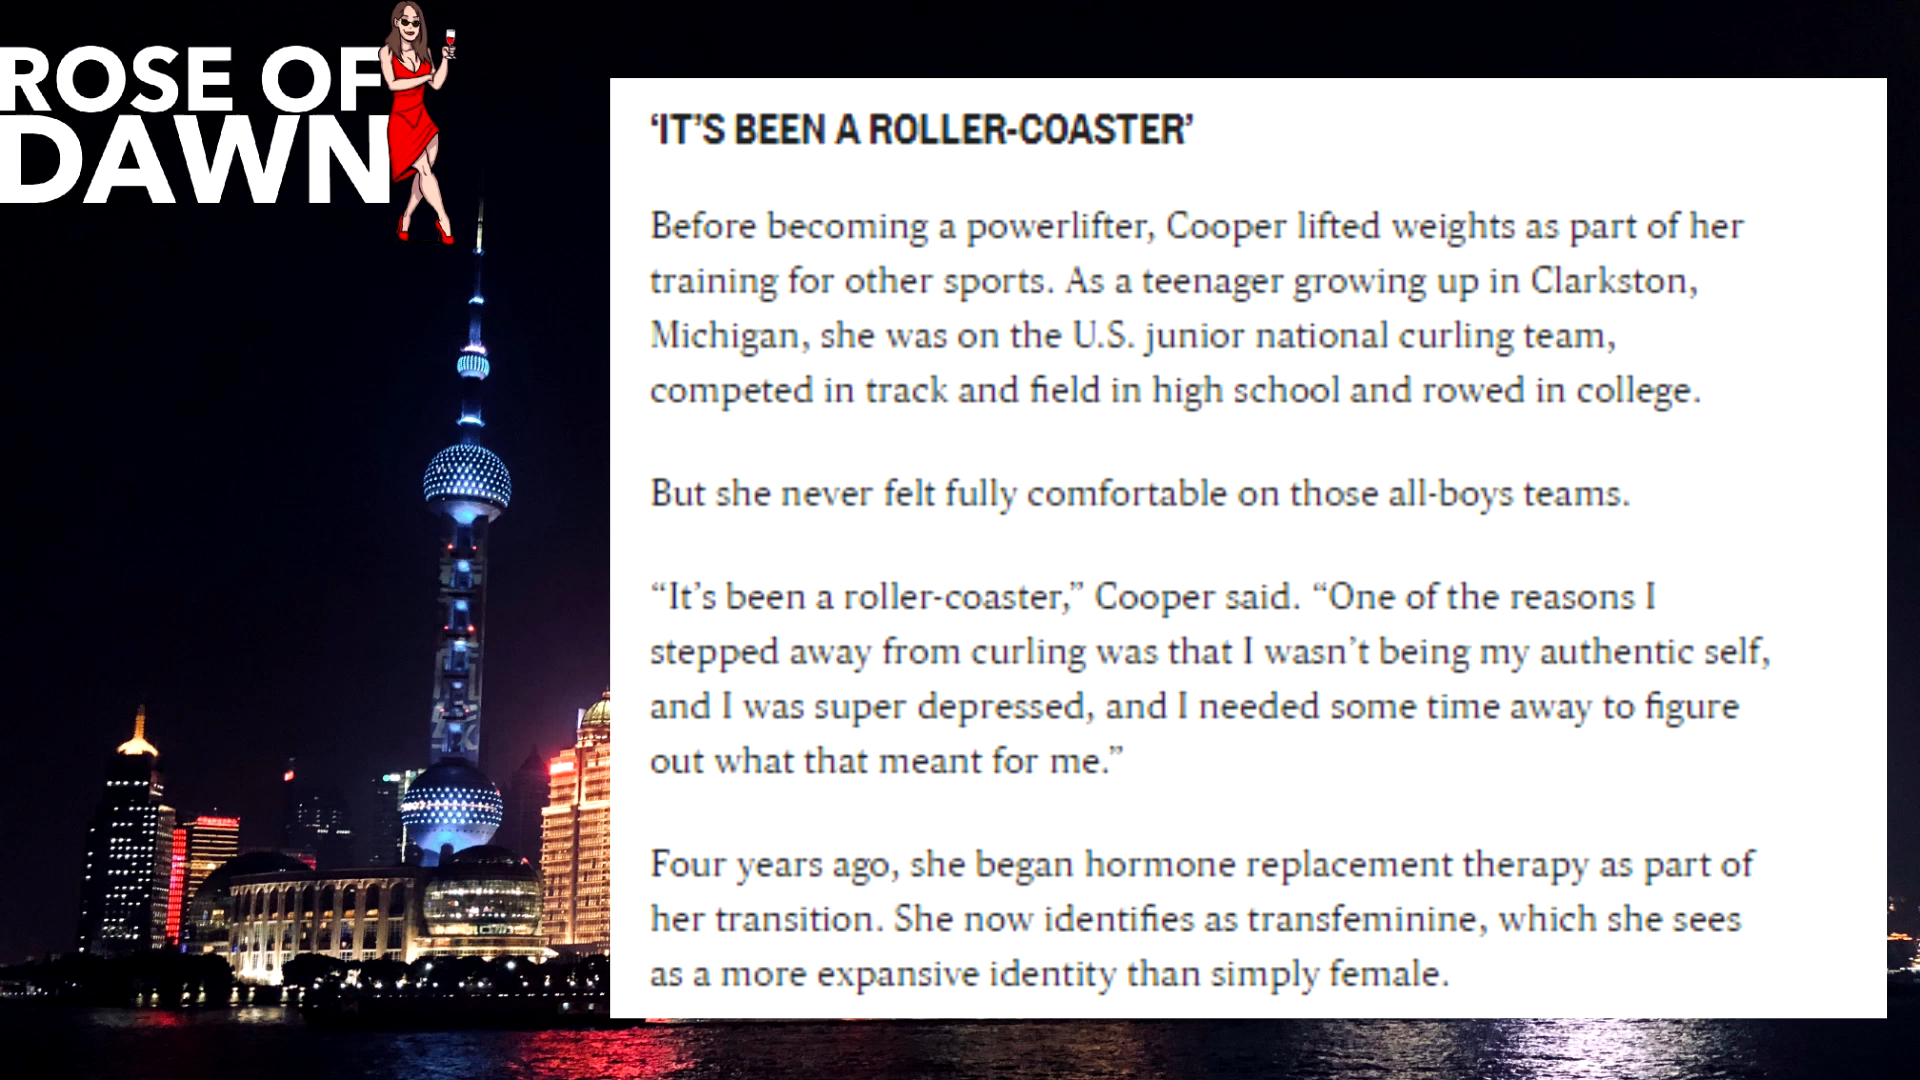 ROSE OF
DAWN
‘IT’S BEEN A ROLLER-COASTER’
Before becoming a powerlifter, Cooper lifted weights as part of her
training for other sports. As a teenager growing up in Clarkston,
Michigan, she was on the U.S. junior national curling team,
competed in track and field in high school and rowed in college.
But she never felt fully comfortable on those all-boys teams.
“It’s been a roller-coaster,” Cooper said. “One of the reasons I
stepped away from curling was that I wasn’t being my authentic self,
and I was super depressed, and I needed some time away to figure
out what that meant for me.”
Four years ago, she began hormone replacement therapy as part of
her transition. She now identifies as transfeminine, which she sees
as a more expansive identity than simply female.